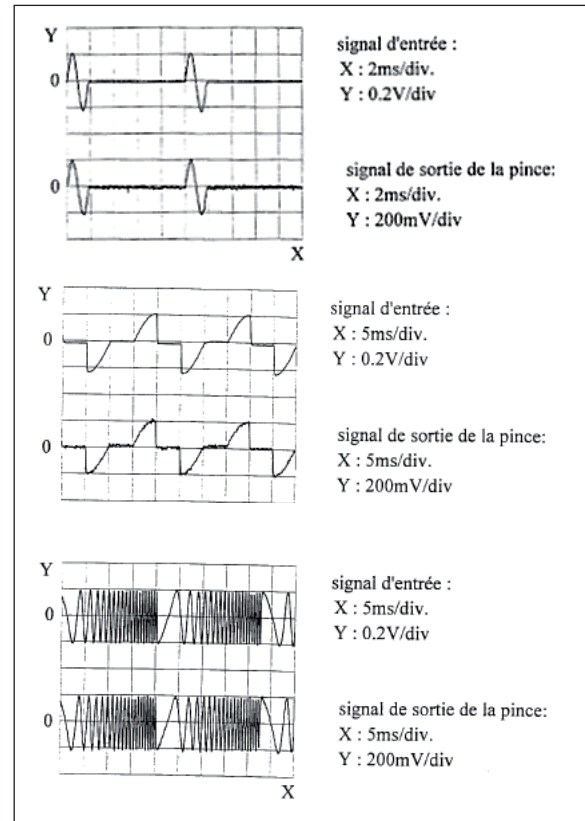 Y
signal d'entrée :
X : 2ms/div.
0
Y : 0.2V/div
signal de sortie de la pince:
0
X : 2ms/div.
Y : 200mV/div
X
Y
signal d'entrée :
X : 5ms/div.
0
Y : 0.2V/div
signal de sortie de la pince:
0
X : 5ms/div.
Y : 200mV/div
Y
signal d'entrée :
0
X : 5ms/div.
Y : 0.2V/div
signal de sortie de la pince:
0
X : 5ms/div.
Y : 200mV/div
X